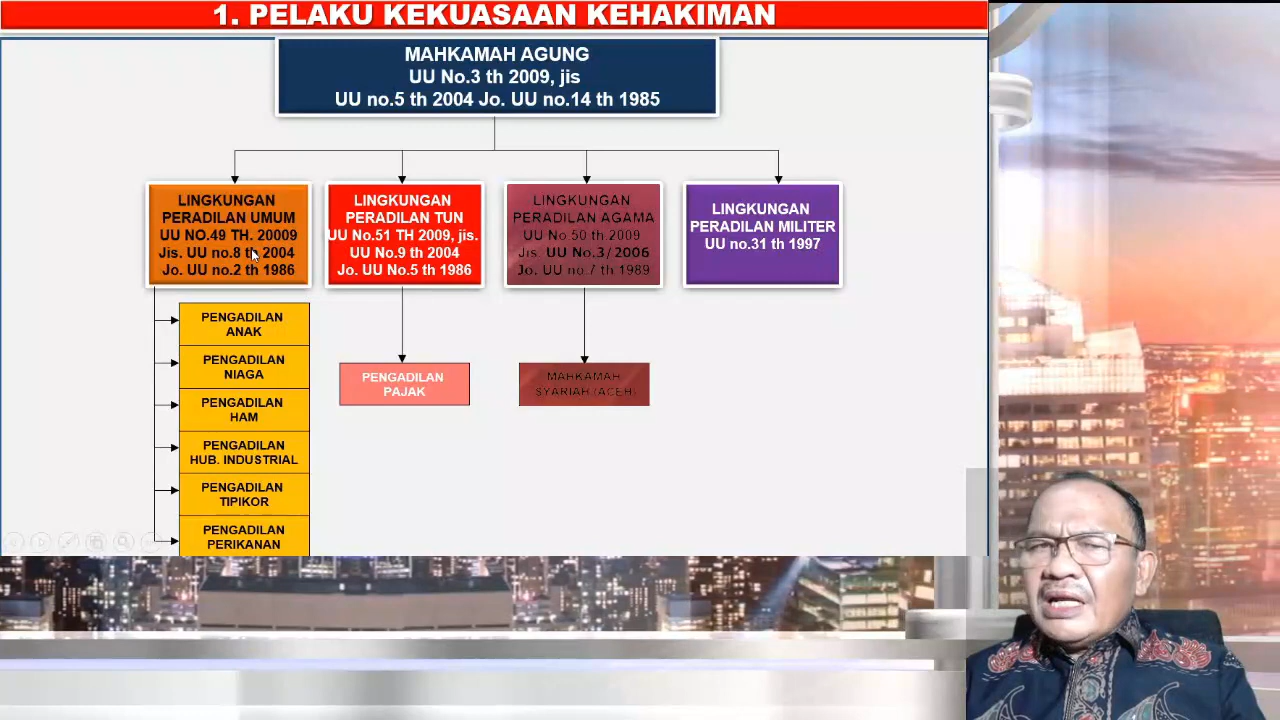 1. PELAKU KEKUASAAN KEHAKIMAN
MAHKAMAH AGUNG
UU No.3 th 2009, jis
UU no.5 th 2004 Jo. UU no.14 th 1985
LINGKUNGAN
PERADILAN UMUM
UU NO.49 TH. 20009
Jis. UU no.8 th 2004
Jo. UU no.2 th 1986
LINGKUNGAN
PERADILAN TUN
UU No.51 TH 2009, jis.
UU No.9 th 2004
Jo. UU No.5 th 1986
LINGKUNGAN
PERADILAN AGAMA
UU No.50 th 2009
Jis. UU No.3/2006
Jo. UU no.7 th 1989
LINGKUNGAN
PERADILAN MILITER
UU no.31 th 1997
PENGADILAN
ANAK
PENGADILAN
NIAGA
PENGADILAN
HAM
PENGADILAN
HUB. INDUSTRIAL
PENGADILAN
TIPIKOR
PENGADILAN
PERIKANAN
PENGADILAN
PAJAK
MAHKAMAH
SYARIAH (ACEH)